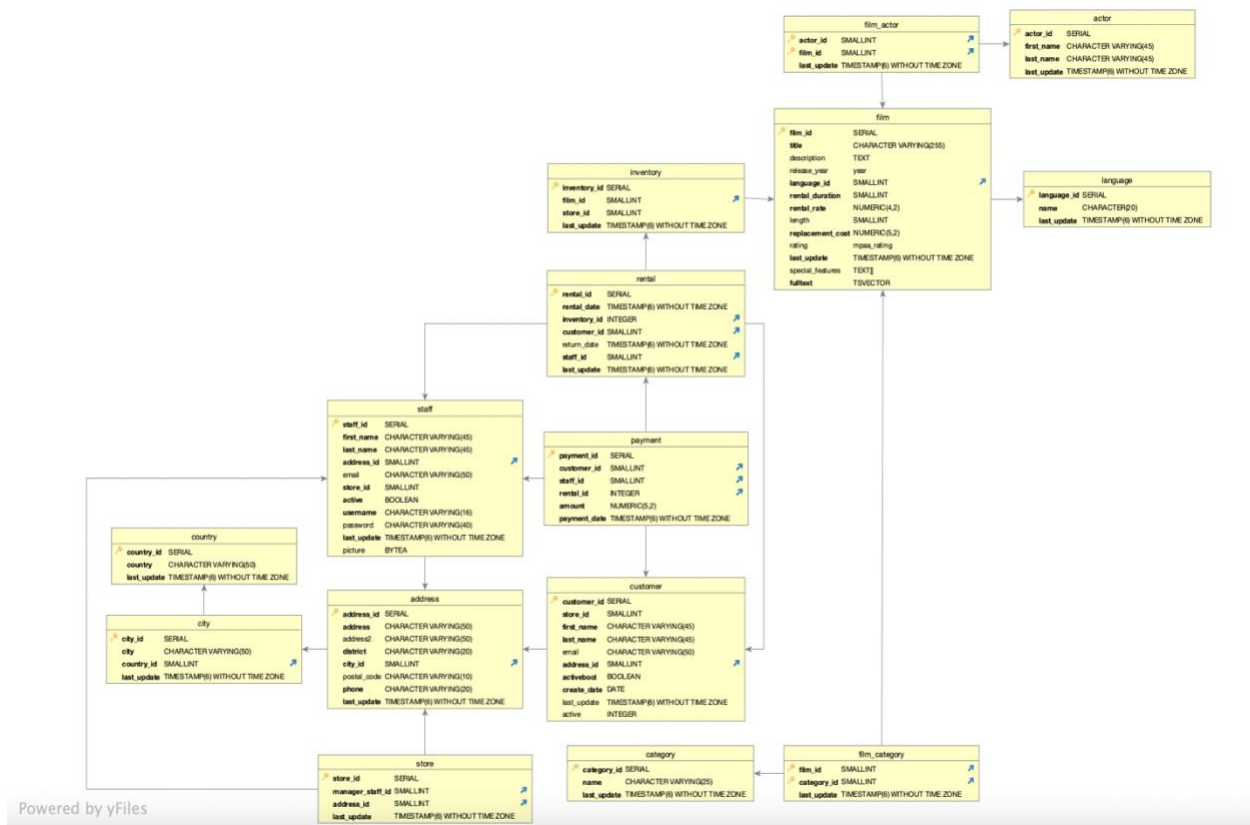 film_actor
actor_id SMALLINT
film_id SMALLINT
last_update TIMESTAMP(6) WITHOUT TIME ZONE
actor
actor_id SERIAL
first_name CHARACTER VARYING(45)
last_name CHARACTER VARYING(45)
last_update TIMESTAMP(6) WITHOUT TIME ZONE
film
film_id SERIAL
title CHARACTER VARYING(255)
description TEXT
release_year year
language_id SMALLINT
rental_duration SMALLINT
rental_rate NUMERIC(4,2)
length SMALLINT
replacement_cost NUMERIC(5,2)
rating mpaa_rating
last_update TIMESTAMP(6) WITHOUT TIME ZONE
special_features TEXT[]
fulltext TSVECTOR
inventory
inventory_id SERIAL
film_id SMALLINT
store_id SMALLINT
last_update TIMESTAMP(6) WITHOUT TIME ZONE
language
language_id SERIAL
name CHARACTER(20)
last_update TIMESTAMP(6) WITHOUT TIME ZONE
rental
rental_id SERIAL
rental_date TIMESTAMP(6) WITHOUT TIME ZONE
inventory_id INTEGER
customer_id SMALLINT
return_date TIMESTAMP(6) WITHOUT TIME ZONE
staff_id SMALLINT
last_update TIMESTAMP(6) WITHOUT TIME ZONE
staff
staff_id SERIAL
first_name CHARACTER VARYING(45)
last_name CHARACTER VARYING(45)
address_id SMALLINT
email CHARACTER VARYING(50)
store_id SMALLINT
active BOOLEAN
username CHARACTER VARYING(16)
password CHARACTER VARYING(40)
last_update TIMESTAMP(6) WITHOUT TIME ZONE
picture BYTEA
payment
payment_id SERIAL
customer_id SMALLINT
staff_id SMALLINT
rental_id INTEGER
amount NUMERIC(5,2)
payment_date TIMESTAMP(6) WITHOUT TIME ZONE
country
country_id SERIAL
country CHARACTER VARYING(50)
last_update TIMESTAMP(6) WITHOUT TIME ZONE
city
city_id SERIAL
city CHARACTER VARYING(50)
country_id SMALLINT
last_update TIMESTAMP(6) WITHOUT TIME ZONE
address
address_id SERIAL
address CHARACTER VARYING(50)
address2 CHARACTER VARYING(50)
district CHARACTER VARYING(20)
city_id SMALLINT
postal_code CHARACTER VARYING(10)
phone CHARACTER VARYING(20)
last_update TIMESTAMP(6) WITHOUT TIME ZONE
customer
customer_id SERIAL
store_id SMALLINT
first_name CHARACTER VARYING(45)
last_name CHARACTER VARYING(45)
email CHARACTER VARYING(50)
address_id SMALLINT
activebool BOOLEAN
create_date DATE
last_update TIMESTAMP(6) WITHOUT TIME ZONE
active INTEGER
store
store_id SERIAL
manager_staff_id SMALLINT
address_id SMALLINT
last_update TIMESTAMP(6) WITHOUT TIME ZONE
category
category_id SERIAL
name CHARACTER VARYING(25)
last_update TIMESTAMP(6) WITHOUT TIME ZONE
film_category
film_id SMALLINT
category_id SMALLINT
last_update TIMESTAMP(6) WITHOUT TIME ZONE
Powered by yFiles